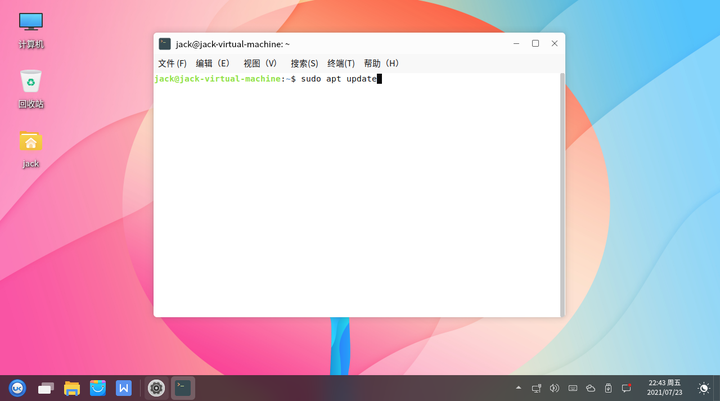 计算机
回收站
jack
jack@jack-virtual-machine: ~
文件 (F) 编辑（E） 视图（V） 搜索(S) 终端(T) 帮助（H）
jack@jack-virtual-machine:~$ sudo apt update
22:43 周五
2021/07/23